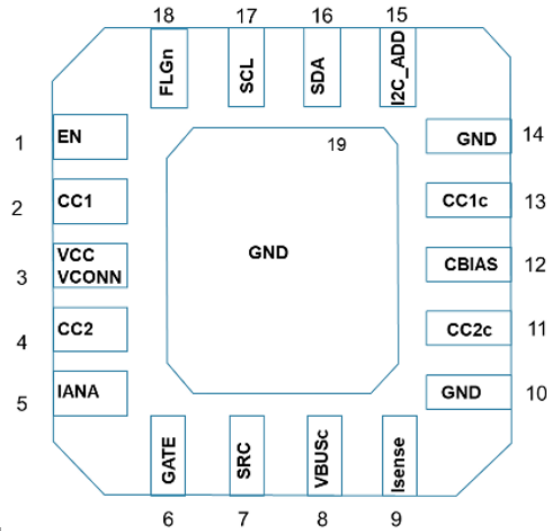 18
17
16
15
FLGn
SCL
SDA
I2C_ADD
1
EN
19
GND
14
2
CC1
CC1c
13
3
VCC
VCONN
GND
CBIAS
12
4
CC2
CC2c
11
5
IANA
GND
10
GATE
SRC
VBUSc
Isense
6
7
8
9